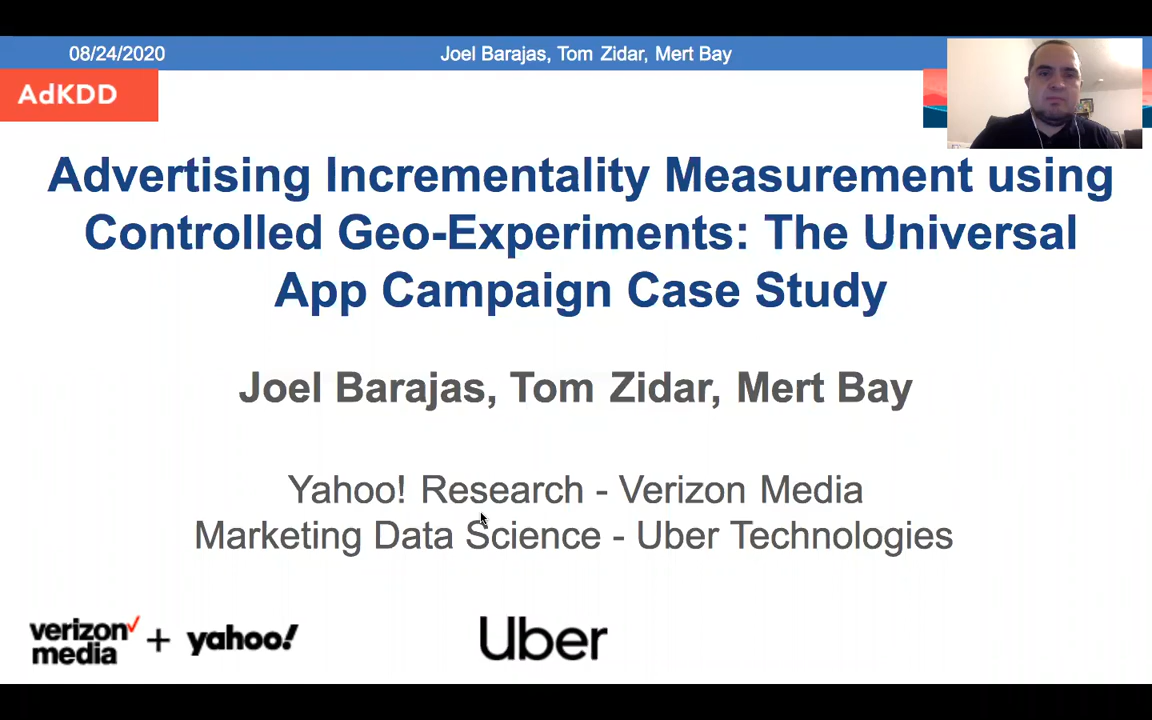 08/24/2020
Joel Barajas, Tom Zidar, Mert Bay
AdKDD
Advertising Incrementality Measurement using
Controlled Geo-Experiments: The Universal
App Campaign Case Study
Joel Barajas, Tom Zidar, Mert Bay
Yahoo! Research - Verizon Media
Marketing Data Science - Uber Technologies
verizon✓
media + yahoo!
Uber